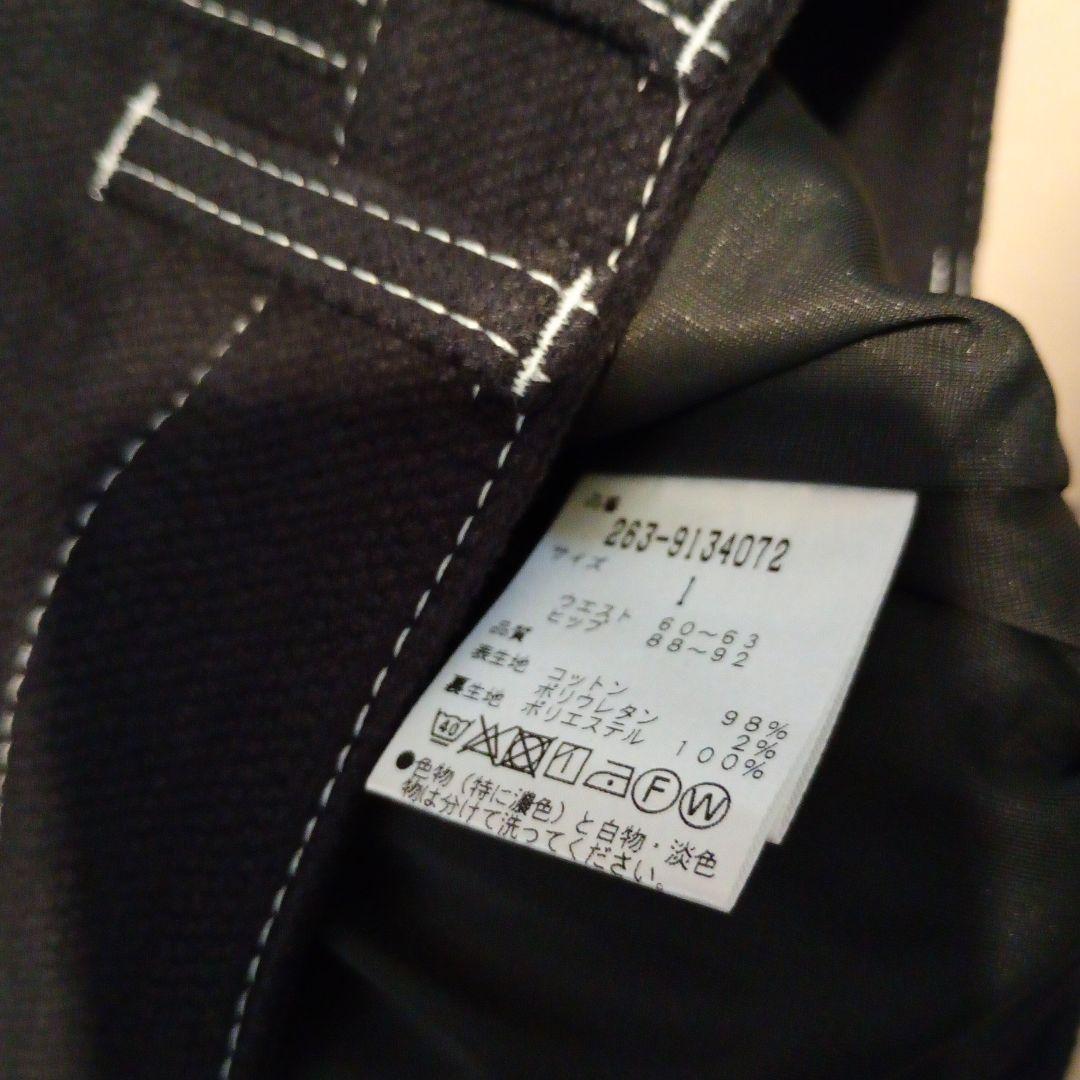 品番
263-9134072
サイズ
1
ウエスト 60～63
ヒップ 88～92
品質
表生地 コットン 98%
ポリウレタン 2%
裏生地 ポリエステル 100%
40 1 F W
●色物（特に濃色）と白物・淡色
物は分けて洗ってください。